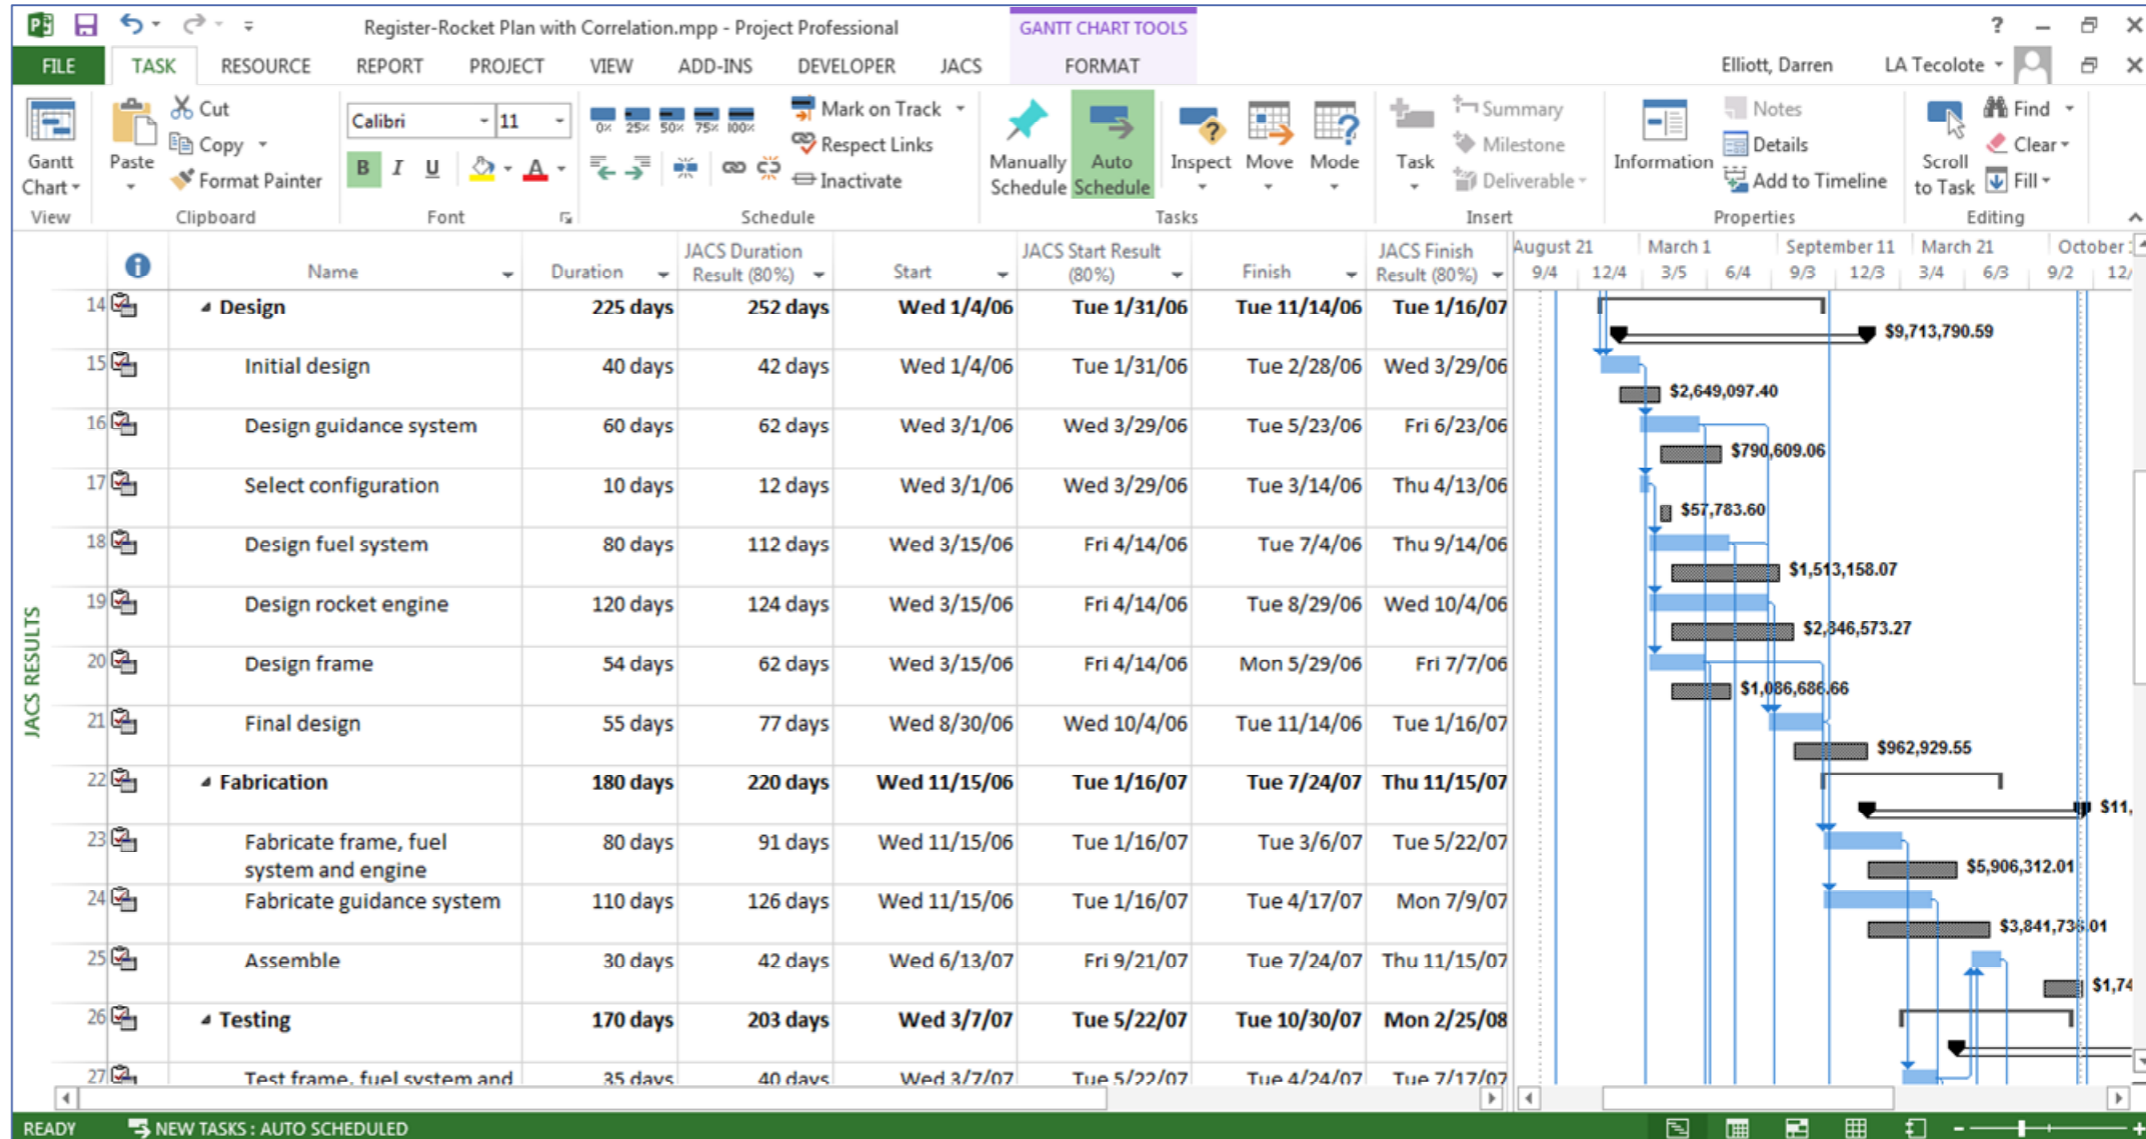 Register-Rocket Plan with Correlation.mpp - Project Professional
GANTT CHART TOOLS
FILE TASK RESOURCE REPORT PROJECT VIEW ADD-INS DEVELOPER JACS FORMAT Elliott, Darren LA Tecolote
Gantt Chart
View
Paste
Cut
Copy
Format Painter
Clipboard
Calibri 11
B I U A
Font
0% 25% 50% 75% 100%
Mark on Track
Respect Links
Inactivate
Schedule
Manually Schedule
Auto Schedule
Inspect
Move
Mode
Tasks
Task
Summary
Milestone
Deliverable
Insert
Information
Notes
Details
Add to Timeline
Properties
Scroll to Task
Find
Clear
Fill
Editing
Name Duration JACS Duration Result (80%) Start JACS Start Result (80%) Finish JACS Finish Result (80%)
August 21 March 1 September 11 March 21 October
9/4 12/4 3/5 6/4 9/3 12/3 3/4 6/3 9/2 12/
14 Design 225 days 252 days Wed 1/4/06 Tue 1/31/06 Tue 11/14/06 Tue 1/16/07 $9,713,790.59
15 Initial design 40 days 42 days Wed 1/4/06 Tue 1/31/06 Tue 2/28/06 Wed 3/29/06 $2,649,097.40
16 Design guidance system 60 days 62 days Wed 3/1/06 Wed 3/29/06 Tue 5/23/06 Fri 6/23/06 $790,609.06
17 Select configuration 10 days 12 days Wed 3/1/06 Wed 3/29/06 Tue 3/14/06 Thu 4/13/06 $57,783.60
18 Design fuel system 80 days 112 days Wed 3/15/06 Fri 4/14/06 Tue 7/4/06 Thu 9/14/06 $1,513,158.07
19 Design rocket engine 120 days 124 days Wed 3/15/06 Fri 4/14/06 Tue 8/29/06 Wed 10/4/06 $2,846,573.27
20 Design frame 54 days 62 days Wed 3/15/06 Fri 4/14/06 Mon 5/29/06 Fri 7/7/06 $1,086,686.66
21 Final design 55 days 77 days Wed 8/30/06 Wed 10/4/06 Tue 11/14/06 Tue 1/16/07 $962,929.55
22 Fabrication 180 days 220 days Wed 11/15/06 Tue 1/16/07 Tue 7/24/07 Thu 11/15/07 $11,
23 Fabricate frame, fuel system and engine 80 days 91 days Wed 11/15/06 Tue 1/16/07 Tue 3/6/07 Tue 5/22/07 $5,906,312.01
24 Fabricate guidance system 110 days 126 days Wed 11/15/06 Tue 1/16/07 Tue 4/17/07 Mon 7/9/07 $3,841,736.01
25 Assemble 30 days 42 days Wed 6/13/07 Fri 9/21/07 Tue 7/24/07 Thu 11/15/07 $1,74
26 Testing 170 days 203 days Wed 3/7/07 Tue 5/22/07 Tue 10/30/07 Mon 2/25/08
27 Test frame, fuel system and 35 days 40 days Wed 3/7/07 Tue 5/22/07 Tue 4/24/07 Tue 7/17/07
JACS RESULTS
READY NEW TASKS : AUTO SCHEDULED